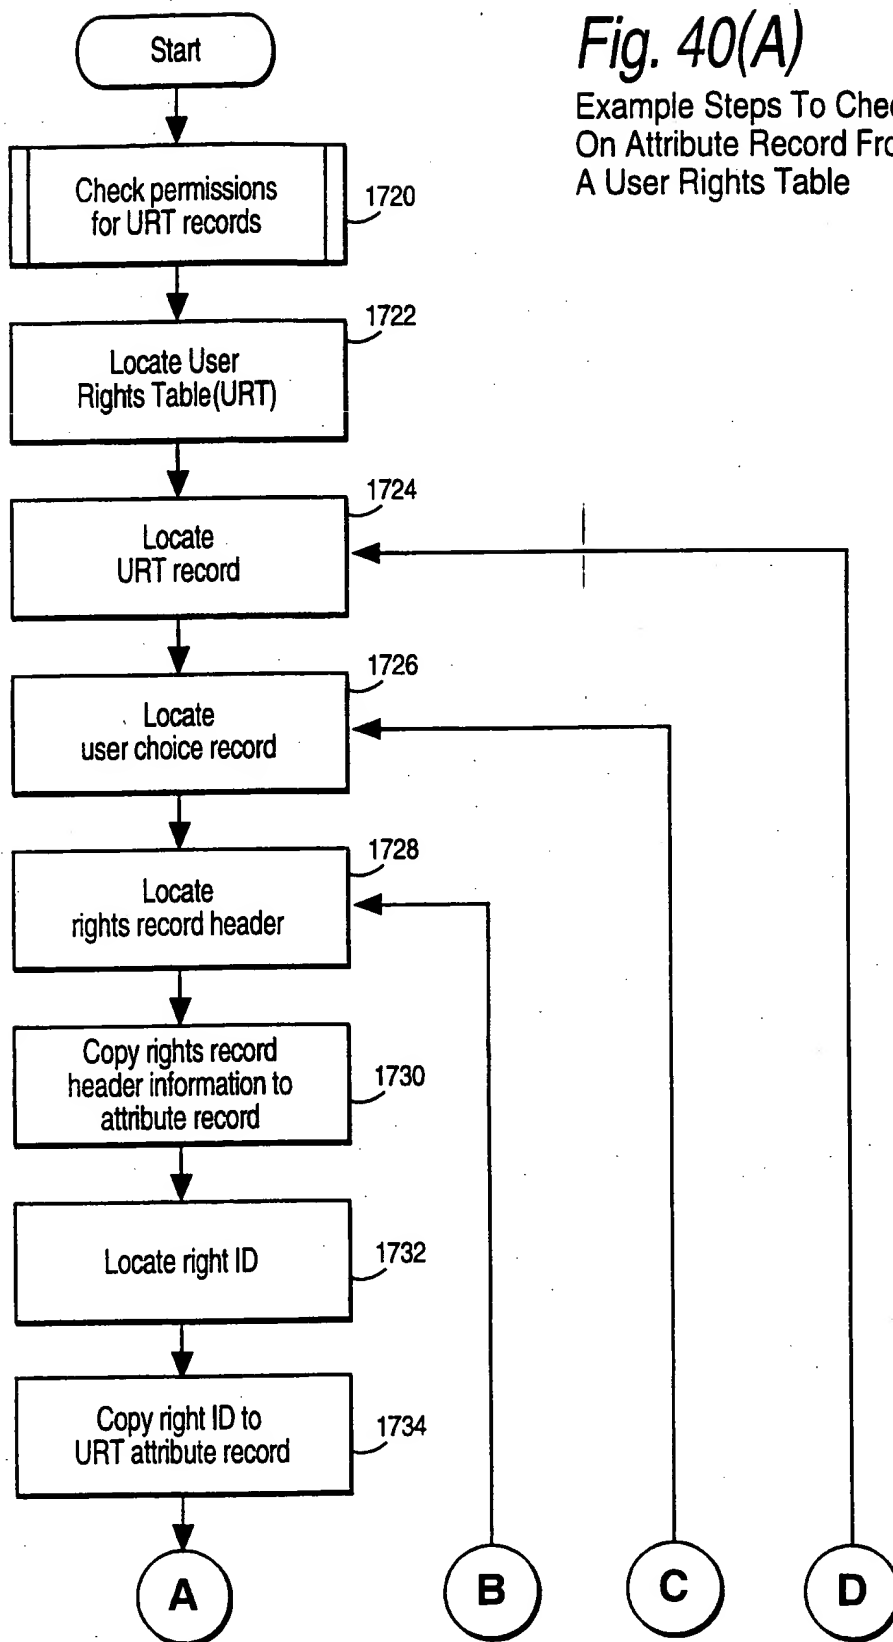 Start
Fig. 40(A)
Example Steps To Chec
On Attribute Record Fro
A User Rights Table
Check permissions
for URT records
1720
1722
Locate User
Rights Table(URT)
1724
Locate
URT record
1726
Locate
user choice record
1728
Locate
rights record header
Copy rights record
header information to
attribute record
1730
Locate right ID
1732
Copy right ID to
URT attribute record
1734
A
B
C
D